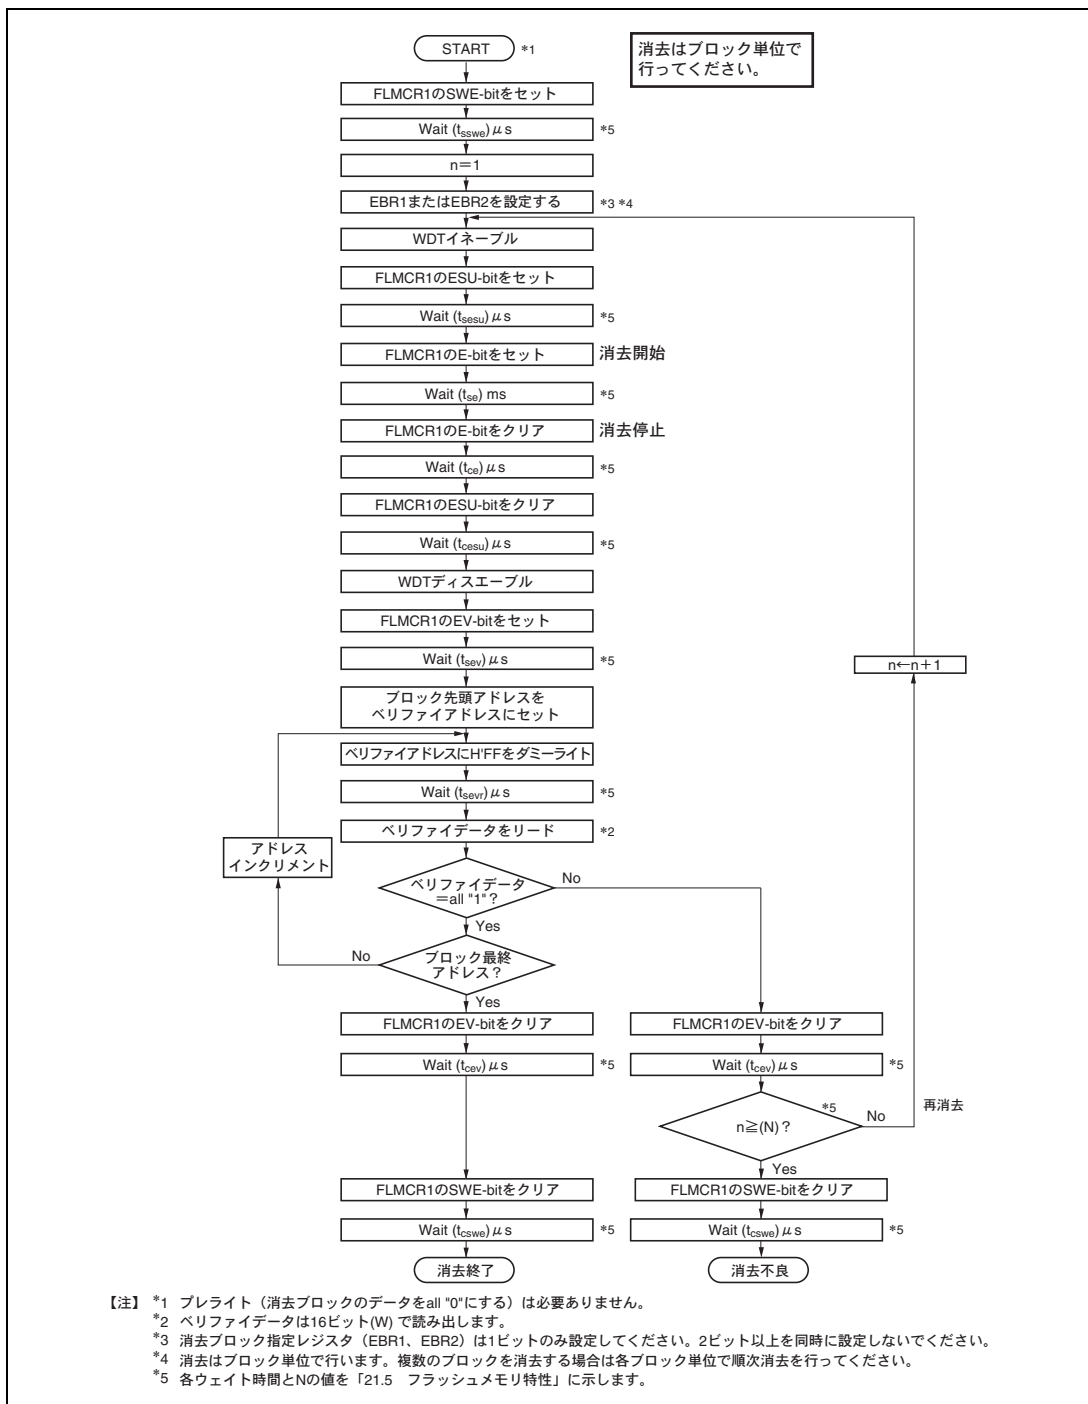 START *1
消去はブロック単位で
行ってください。
FLMCR1のSWE-bitをセット
Wait (tsswe) μs *5
n=1
EBR1またはEBR2を設定する *3 *4
WDTイネーブル
FLMCR1のESU-bitをセット
Wait (tsesu) μs *5
FLMCR1のE-bitをセット 消去開始
Wait (tse) ms *5
FLMCR1のE-bitをクリア 消去停止
Wait (tce) μs *5
FLMCR1のESU-bitをクリア
Wait (tcesu) μs *5
WDTディスエーブル
FLMCR1のEV-bitをセット
Wait (tsev) μs *5
n←n+1
ブロック先頭アドレスを
ベリファイアドレスにセット
ベリファイアドレスにH'FFをダミーライト
Wait (tsevr) μs *5
ベリファイデータをリード *2
アドレス
インクリメント
ベリファイデータ
=all "1"?
No
Yes
ブロック最終
アドレス?
No
Yes
FLMCR1のEV-bitをクリア
Wait (tcev) μs *5
FLMCR1のEV-bitをクリア
Wait (tcev) μs *5
n≧(N)? *5
No
再消去
Yes
FLMCR1のSWE-bitをクリア
Wait (tcswe) μs *5
消去終了
FLMCR1のSWE-bitをクリア
Wait (tcswe) μs *5
消去不良
【注】 *1 プレライト(消去ブロックのデータをall "0"にする)は必要ありません。
*2 ベリファイデータは16ビット(W) で読み出します。
*3 消去ブロック指定レジスタ(EBR1、EBR2)は1ビットのみ設定してください。2ビット以上を同時に設定しないでください。
*4 消去はブロック単位で行います。複数のブロックを消去する場合は各ブロック単位で順次消去を行ってください。
*5 各ウェイト時間とNの値を「21.5 フラッシュメモリ特性」に示します。